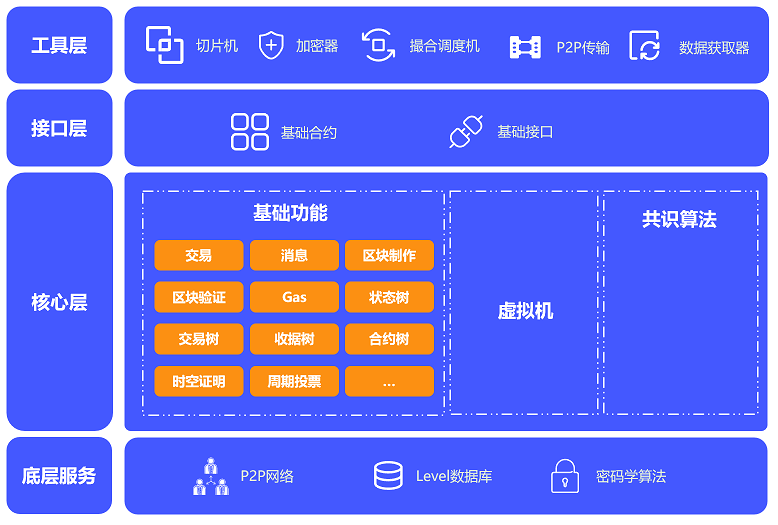 工具层
切片机
加密器
撮合调度机
P2P传输
数据获取器
接口层
基础合约
基础接口
核心层
基础功能
交易
消息
区块制作
区块验证
Gas
状态树
交易树
收据树
合约树
时空证明
周期投票
...
虚拟机
共识算法
底层服务
P2P网络
Level数据库
密码学算法